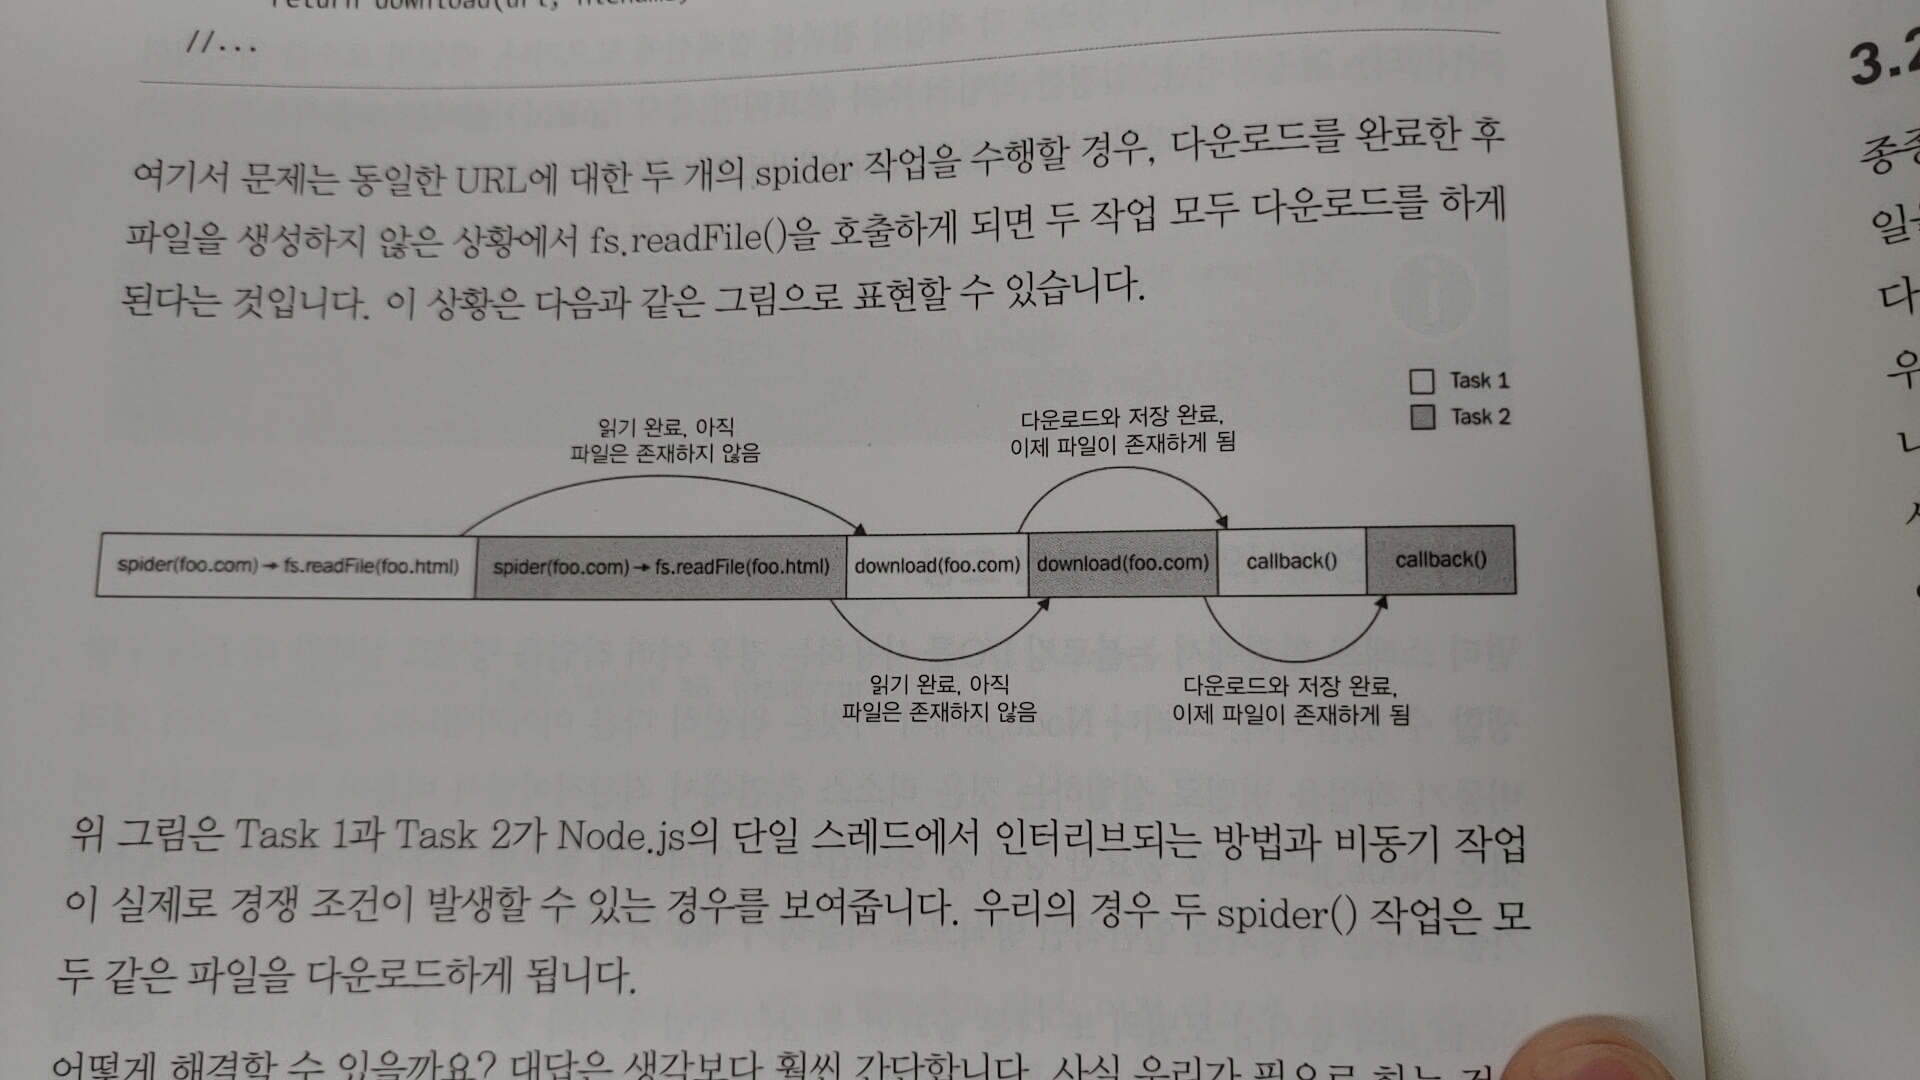 return download(url, filename)
//...
여기서 문제는 동일한 URL에 대한 두 개의 spider 작업을 수행할 경우, 다운로드를 완료한 후
파일을 생성하지 않은 상황에서 fs.readFile()을 호출하게 되면 두 작업 모두 다운로드를 하게
된다는 것입니다. 이 상황은 다음과 같은 그림으로 표현할 수 있습니다.
Task 1
Task 2
읽기 완료, 아직
파일은 존재하지 않음
다운로드와 저장 완료,
이제 파일이 존재하게 됨
spider(foo.com)→fs.readFile(foo.html) spider(foo.com)→fs.readFile(foo.html) download(foo.com) download(foo.com) callback() callback()
읽기 완료, 아직
파일은 존재하지 않음
다운로드와 저장 완료,
이제 파일이 존재하게 됨
위 그림은 Task 1과 Task 2가 Node.js의 단일 스레드에서 인터리브되는 방법과 비동기 작업
이 실제로 경쟁 조건이 발생할 수 있는 경우를 보여줍니다. 우리의 경우 두 spider() 작업은 모
두 같은 파일을 다운로드하게 됩니다.
어떻게 해결할 수 있을까요? 대답은 생각보다 훨씬 간단합니다. 사실 우리가 필요로 하는 것
3.2
종종
다
우